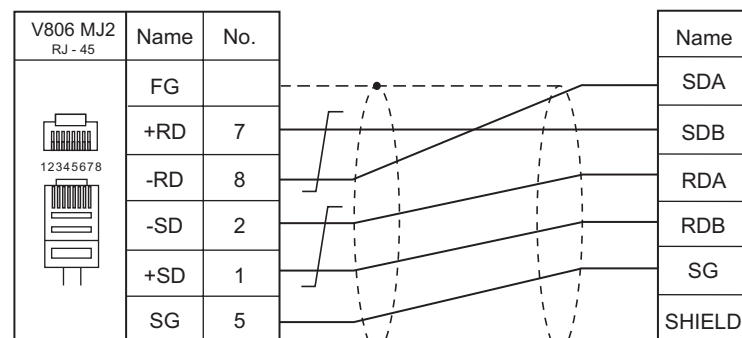 V806 MJ2 Name No. Name
RJ - 45
FG SDA
+RD 7 SDB
12345678
-RD 8 RDA
-SD 2 RDB
+SD 1 SG
SG 5 SHIELD